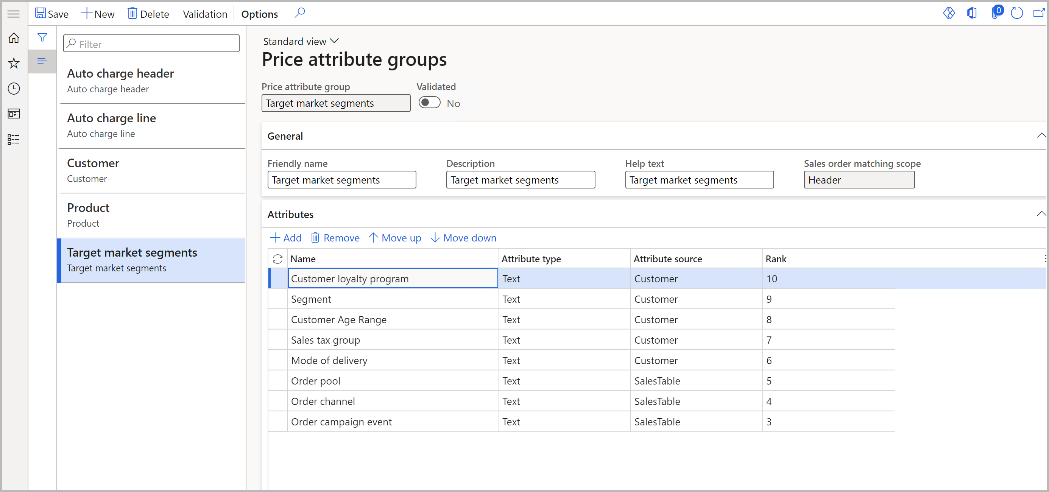 Save New Delete Validation Options 0
Filter
Auto charge header
Auto charge header
Auto charge line
Auto charge line
Customer
Customer
Product
Product
Target market segments
Target market segments
Standard view
Price attribute groups
Price attribute group Validated
Target market segments No
General
Friendly name Description Help text Sales order matching scope
Target market segments Target market segments Target market segments Header
Attributes
Add Remove Move up Move down
Name Attribute type Attribute source Rank
Customer loyalty program Text Customer 10
Segment Text Customer 9
Customer Age Range Text Customer 8
Sales tax group Text Customer 7
Mode of delivery Text Customer 6
Order pool Text SalesTable 5
Order channel Text SalesTable 4
Order campaign event Text SalesTable 3